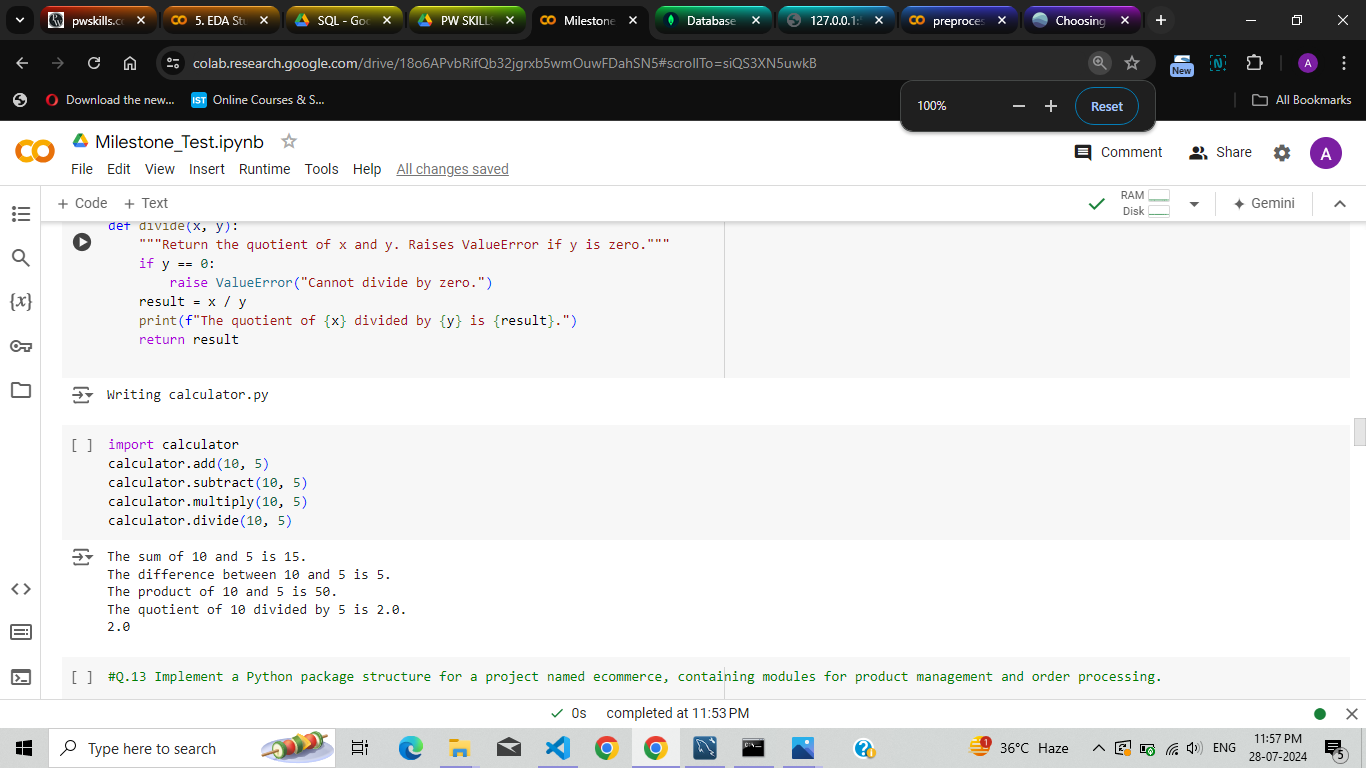 pwskills.c
5. EDA Stu
SQL - Goo
PW SKILL
Milestone
Database
127.0.0.1:
preproces
Choosing
colab.research.google.com/drive/18o6APvbRifQb32jgrxb5wmOuwFDahSN5#scrollTo=siQS3XN5uwkB
A
New
Download the new...
IST
Online Courses & S...
100%
Reset
All Bookmarks
Milestone_Test.ipynb
File Edit View Insert Runtime Tools Help All changes saved
Comment
Share
A
+ Code + Text
RAM
Disk
Gemini
def divide(x, y):
"""Return the quotient of x and y. Raises ValueError if y is zero."""
if y == 0:
raise ValueError("Cannot divide by zero.")
result = x / y
print(f"The quotient of {x} divided by {y} is {result}.")
return result
Writing calculator.py
[ ] import calculator
calculator.add(10, 5)
calculator.subtract(10, 5)
calculator.multiply(10, 5)
calculator.divide(10, 5)
The sum of 10 and 5 is 15.
The difference between 10 and 5 is 5.
The product of 10 and 5 is 50.
The quotient of 10 divided by 5 is 2.0.
2.0
[ ] #Q.13 Implement a Python package structure for a project named ecommerce, containing modules for product management and order processing.
0s completed at 11:53 PM
Type here to search
1
36°C Haze
ENG
11:57 PM
28-07-2024
5